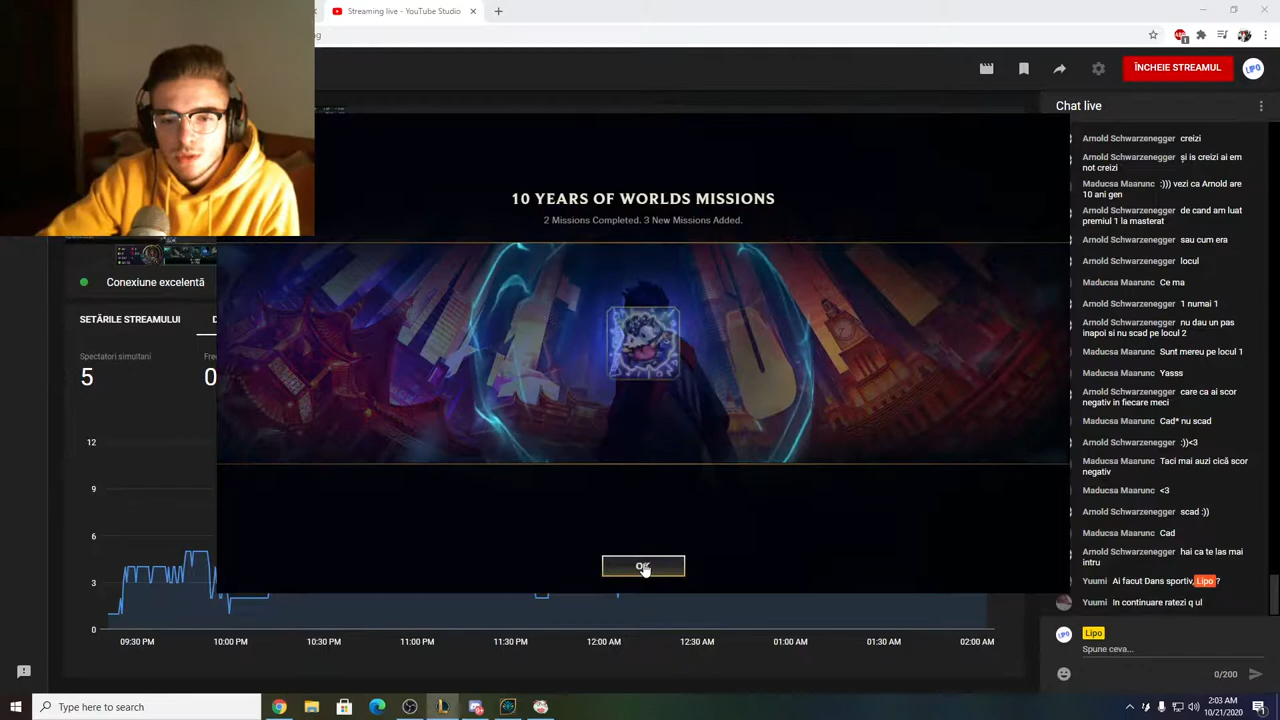 Streaming live - YouTube Studio
ÎNCHEIE STREAMUL
LIPO
Chat live
Arnold Schwarzenegger creizi
Arnold Schwarzenegger și is creizi ai em
not creizi
Maducsa Maarunc :))) vezi ca Arnold are
10 ani gen
Arnold Schwarzenegger de cand am luat
premiul 1 la masterat
Arnold Schwarzenegger sau cum era
Arnold Schwarzenegger locul
Maducsa Maarunc Ce ma
Arnold Schwarzenegger 1 numai 1
Arnold Schwarzenegger nu dau un pas
inapoi si nu scad pe locul 2
Maducsa Maarunc Sunt mereu pe locul 1
Maducsa Maarunc Yasss
Arnold Schwarzenegger care ca ai scor
negativ in fiecare meci
Maducsa Maarunc Cad* nu scad
Arnold Schwarzenegger :))<3
Maducsa Maarunc Taci mai auzi cică scor
negativ
Maducsa Maarunc <3
Arnold Schwarzenegger scad :))
Maducsa Maarunc Cad
Arnold Schwarzenegger hai ca te las mai
intru
Yuumi Ai facut Dans sportiv, Lipo ?
Yuumi In continuare ratezi q ul
LIPO Lipo
Spune ceva...
0/200
10 YEARS OF WORLDS MISSIONS
2 Missions Completed. 3 New Missions Added.
OK
Conexiune excelentă
SETĂRILE STREAMULUI
Spectatori simultani
5
0
12
9
6
3
0
09:30 PM 10:00 PM 10:30 PM 11:00 PM 11:30 PM 12:00 AM 12:30 AM 01:00 AM 01:30 AM 02:00 AM
Type here to search
2:03 AM
10/21/2020